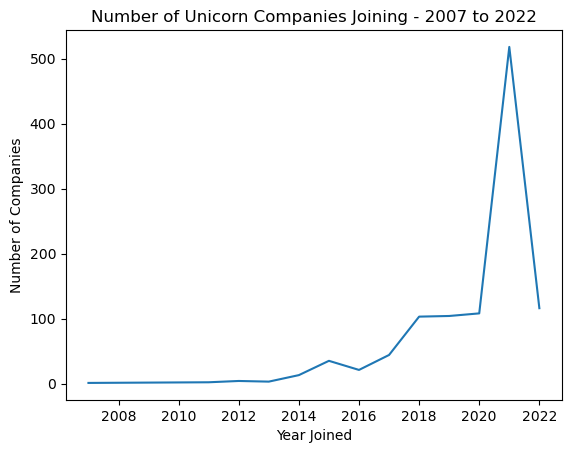 Number of Unicorn Companies Joining - 2007 to 2022
Number of Companies
500
400
300
200
100
0
2008 2010 2012 2014 2016 2018 2020 2022
Year Joined